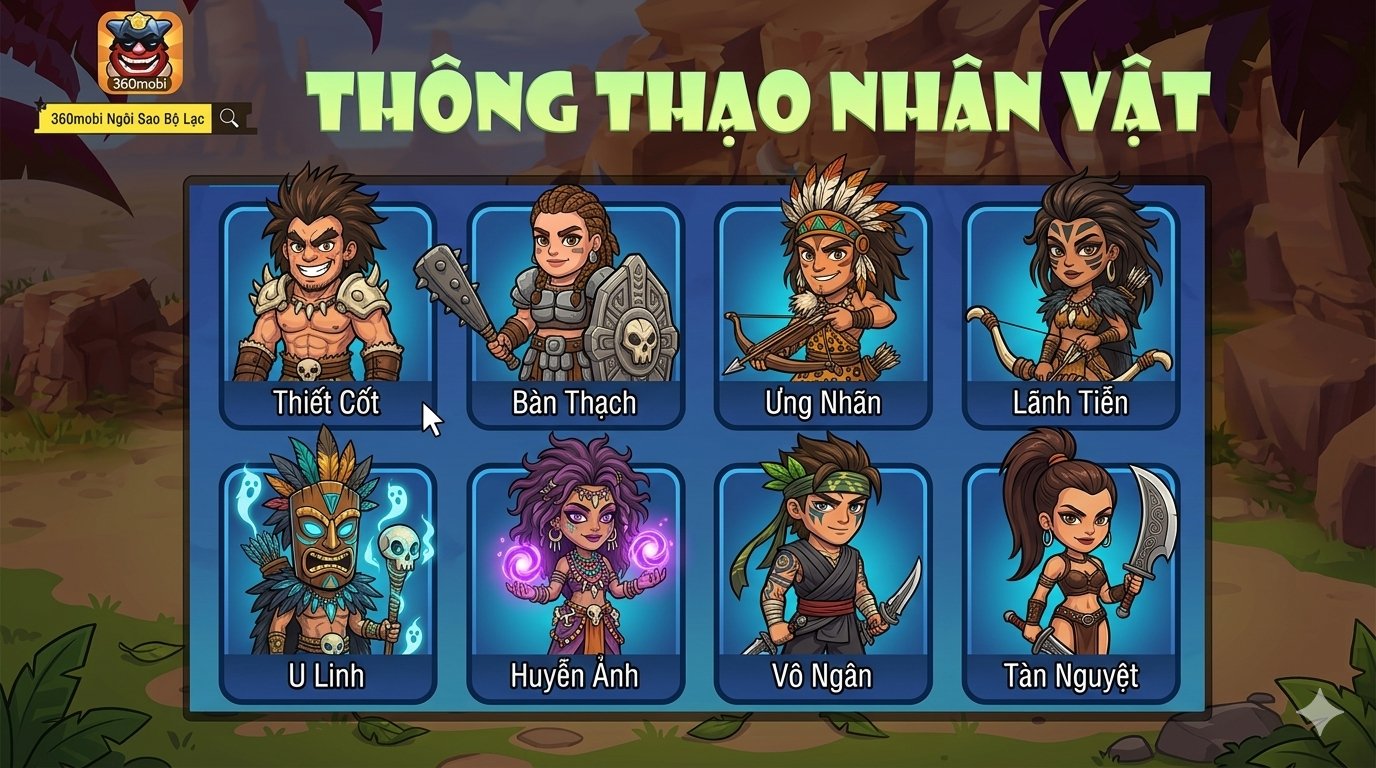 360mobi
360mobi Ngôi Sao Bộ Lạc
THÔNG THẠO NHÂN VẬT
Thiết Cốt
Bàn Thạch
Ưng Nhãn
Lãnh Tiễn
U Linh
Huyễn Ảnh
Vô Ngân
Tàn Nguyệt